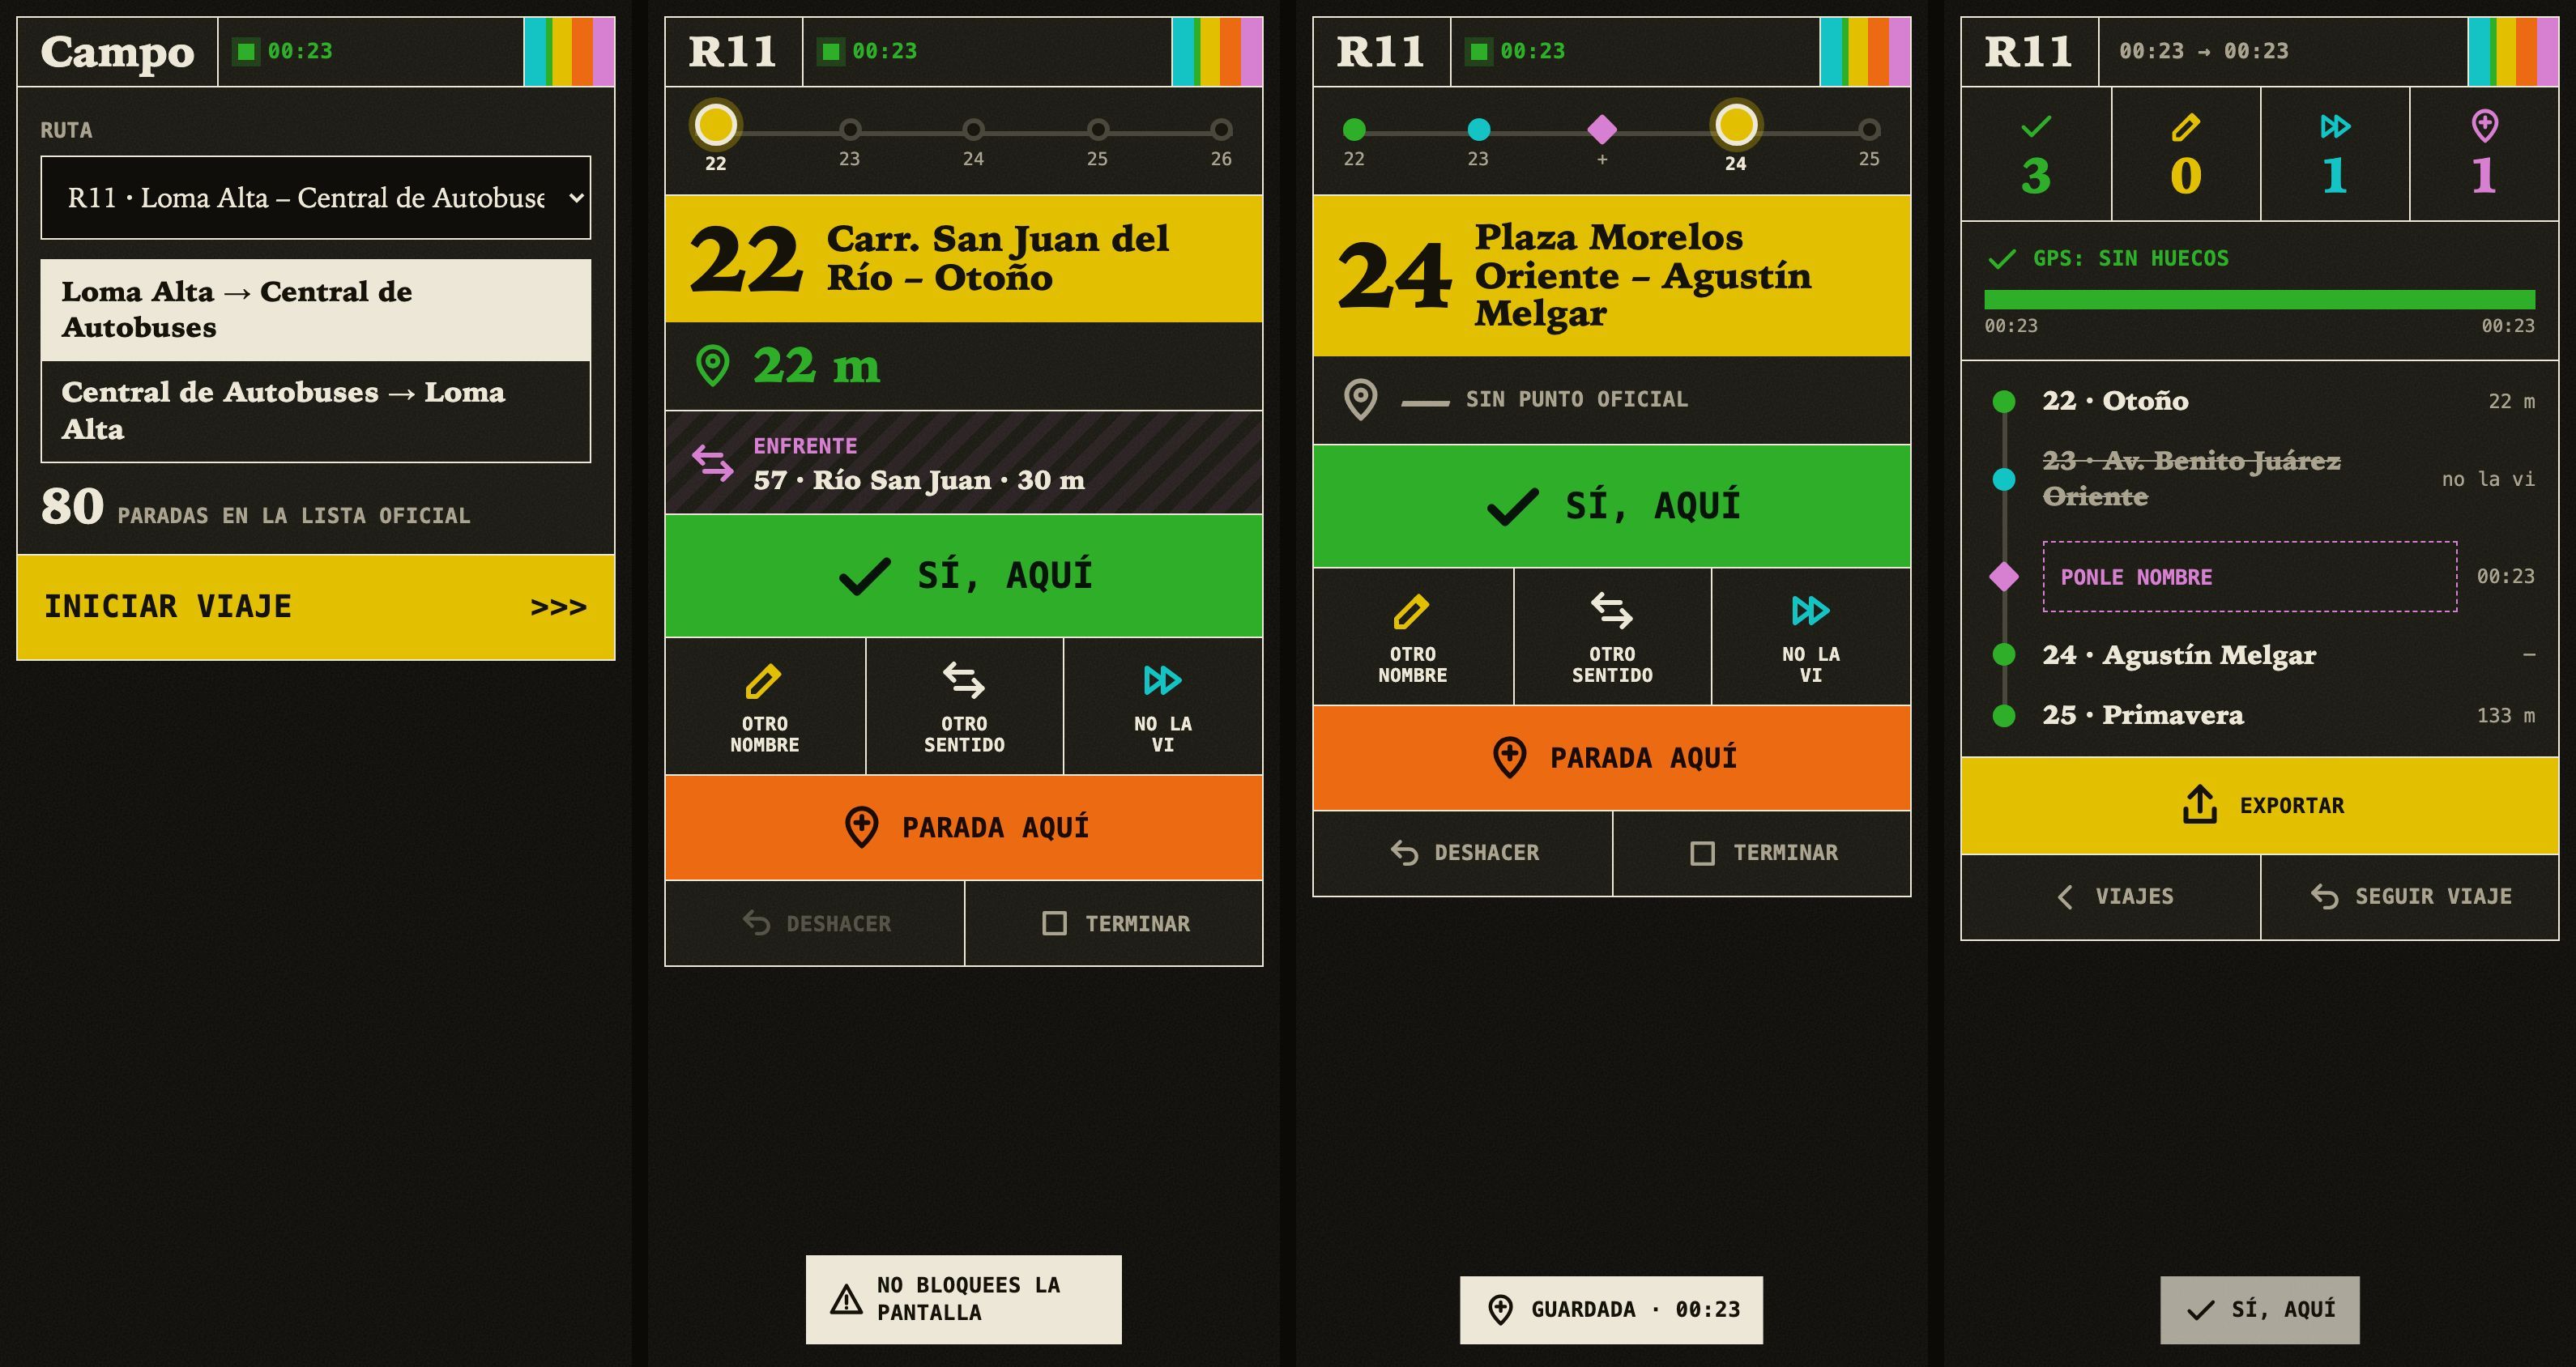 Campo
00:23
RUTA
R11 · Loma Alta – Central de Autobuse
Loma Alta → Central de
Autobuses
Central de Autobuses → Loma
Alta
80 PARADAS EN LA LISTA OFICIAL
INICIAR VIAJE >>>
R11
00:23
22 23 24 25 26
22
Carr. San Juan del
Río – Otoño
22 m
ENFRENTE
57 · Río San Juan · 30 m
SÍ, AQUÍ
OTRO
NOMBRE
OTRO
SENTIDO
NO LA
VI
PARADA AQUÍ
DESHACER
TERMINAR
NO BLOQUEES LA
PANTALLA
R11
00:23
22 23 + 24 25
24
Plaza Morelos
Oriente – Agustín
Melgar
— SIN PUNTO OFICIAL
SÍ, AQUÍ
OTRO
NOMBRE
OTRO
SENTIDO
NO LA
VI
PARADA AQUÍ
DESHACER
TERMINAR
GUARDADA · 00:23
R11
00:23 → 00:23
3 0 1 1
GPS: SIN HUECOS
00:23 00:23
22 · Otoño 22 m
23 · Av. Benito Juárez
Oriente
no la vi
PONLE NOMBRE 00:23
24 · Agustín Melgar –
25 · Primavera 133 m
EXPORTAR
VIAJES
SEGUIR VIAJE
SÍ, AQUÍ